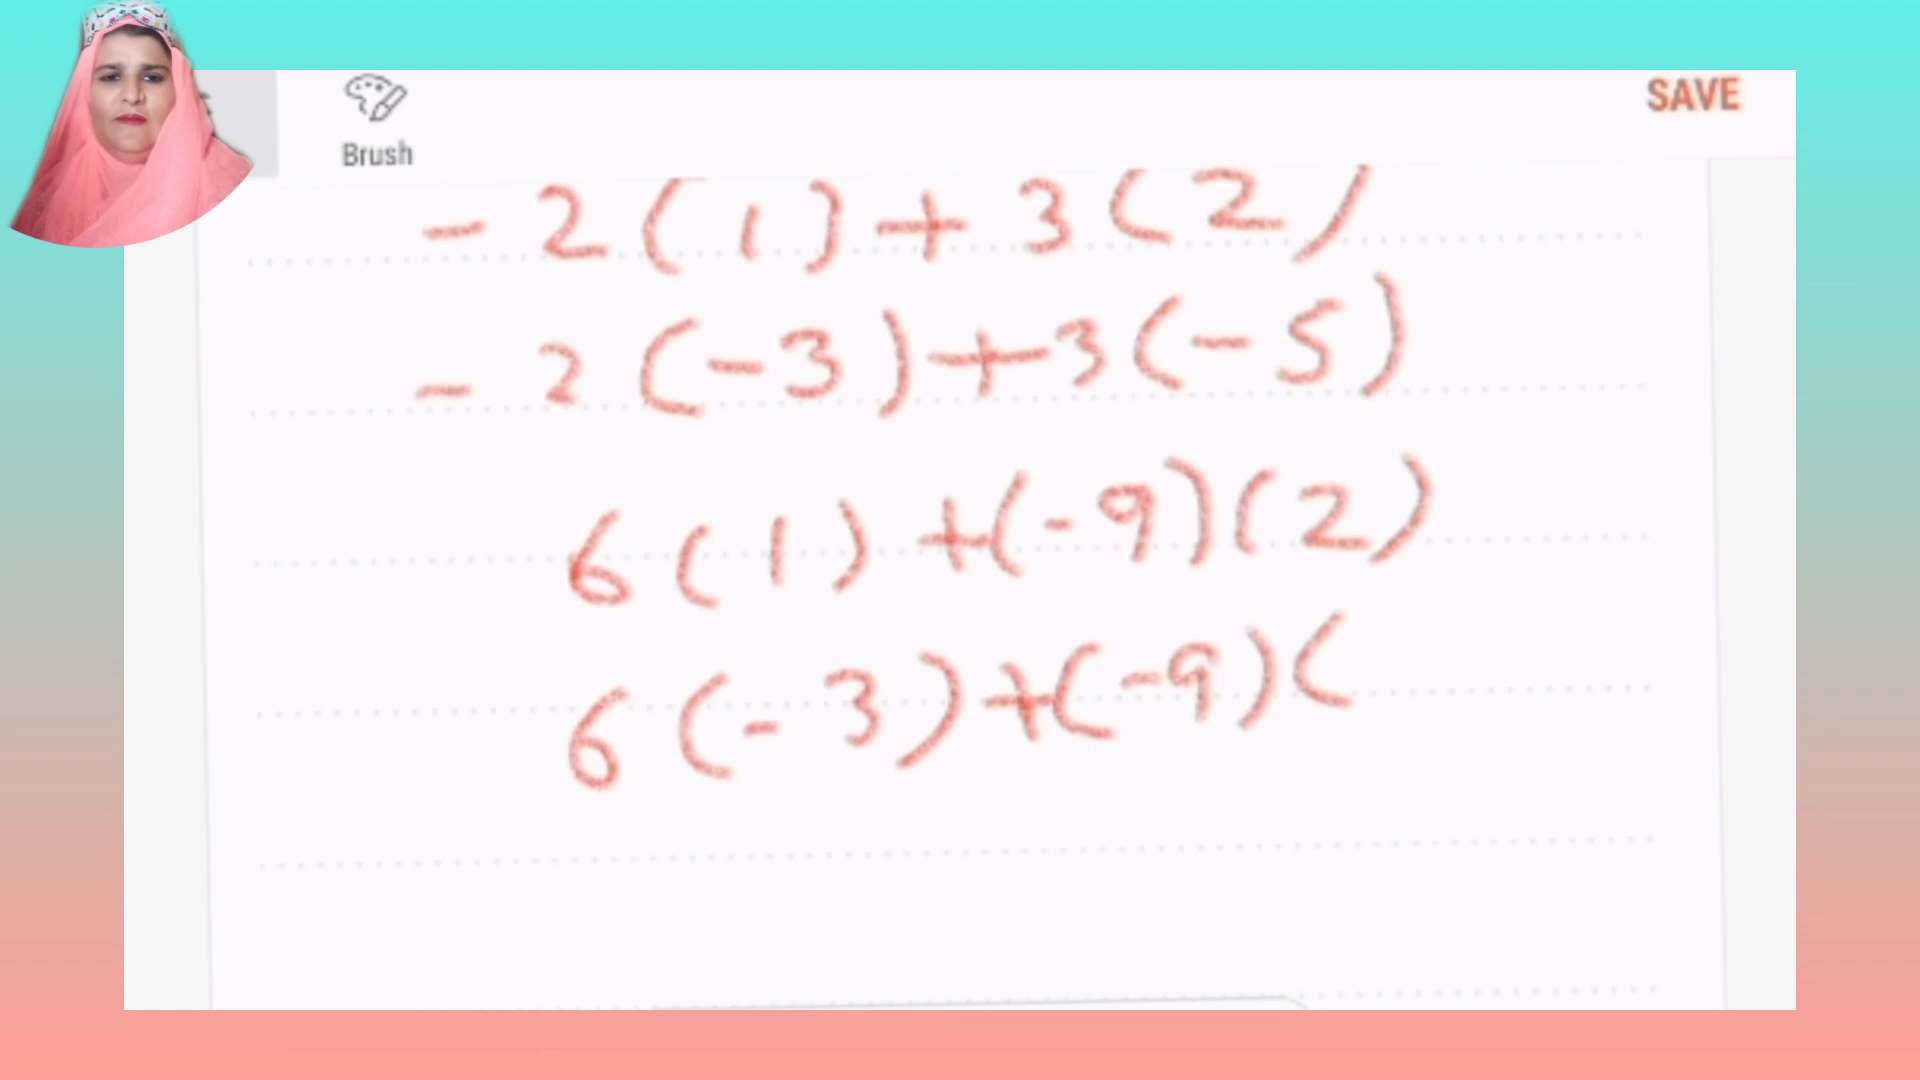 Brush
SAVE
- 2 ( 1 ) + 3 ( 2 )
- 2 ( - 3 ) + 3 ( - 5 )
6 ( 1 ) + ( - 9 ) ( 2 )
6 ( - 3 ) + ( - 9 ) (